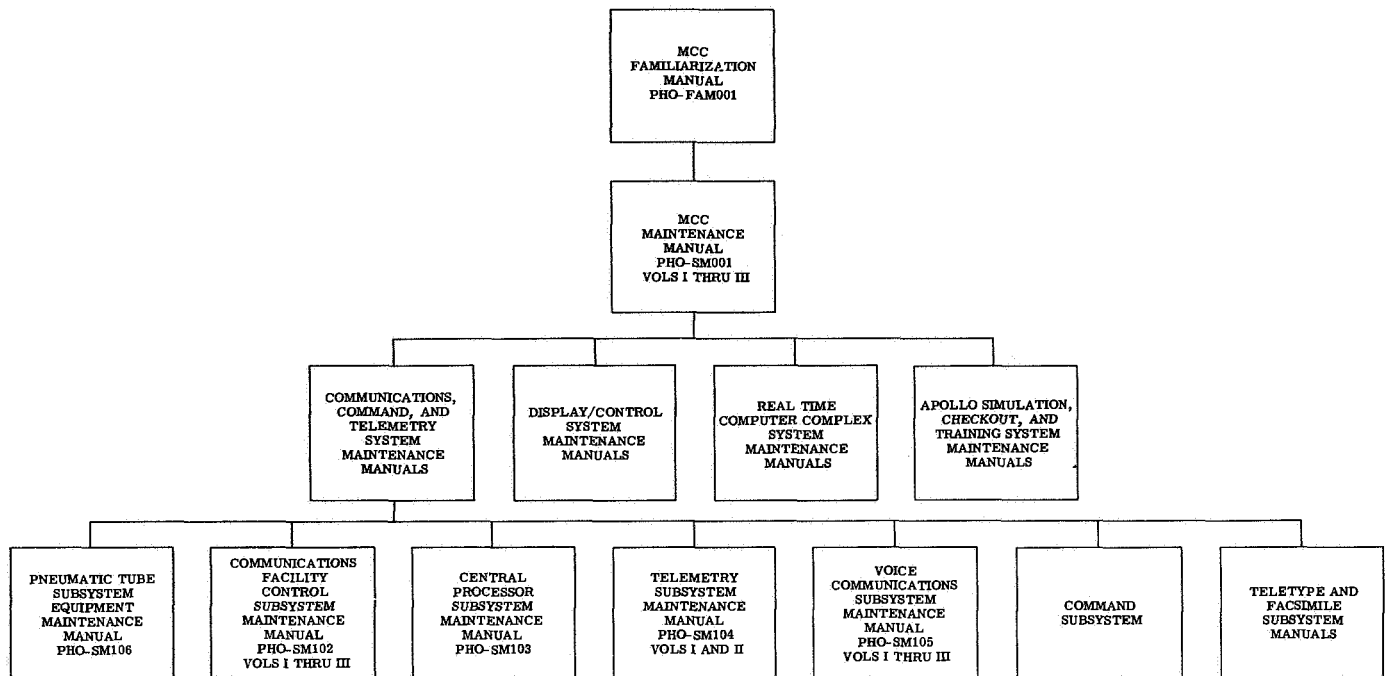 MCC
FAMILIARIZATION
MANUAL
PHO-FAM001
MCC
MAINTENANCE
MANUAL
PHO-SM001
VOLS I THRU III
COMMUNICATIONS,
COMMAND, AND
TELEMETRY
SYSTEM
MAINTENANCE
MANUALS
DISPLAY/CONTROL
SYSTEM
MAINTENANCE
MANUALS
REAL TIME
COMPUTER COMPLEX
SYSTEM
MAINTENANCE
MANUALS
APOLLO SIMULATION,
CHECKOUT, AND
TRAINING SYSTEM
MAINTENANCE
MANUALS
PNEUMATIC TUBE
SUBSYSTEM
EQUIPMENT
MAINTENANCE
MANUAL
PHO-SM106
COMMUNICATIONS
FACILITY
CONTROL
SUBSYSTEM
MAINTENANCE
MANUAL
PHO-SM102
VOLS I THRU III
CENTRAL
PROCESSOR
SUBSYSTEM
MAINTENANCE
MANUAL
PHO-SM103
TELEMETRY
SUBSYSTEM
MAINTENANCE
MANUAL
PHO-SM104
VOLS I AND II
VOICE
COMMUNICATIONS
SUBSYSTEM
MAINTENANCE
MANUAL
PHO-SM105
VOLS I THRU III
COMMAND
SUBSYSTEM
TELETYPE AND
FACSIMILE
SUBSYSTEM
MANUALS